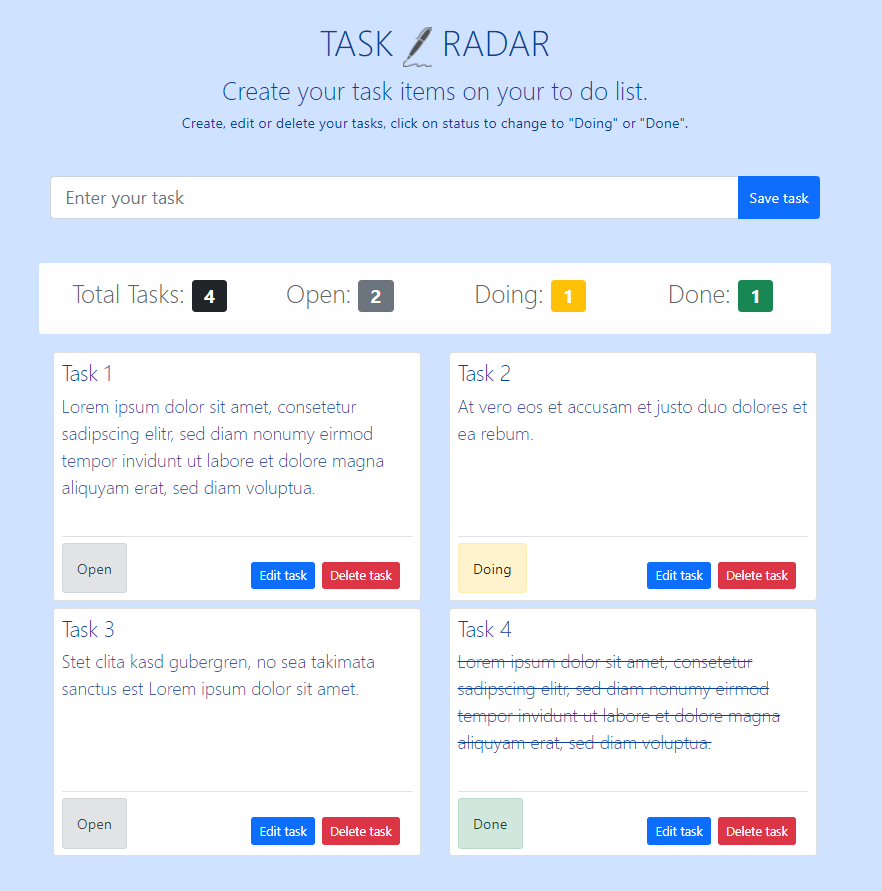 TASK RADAR
Create your task items on your to do list.
Create, edit or delete your tasks, click on status to change to "Doing" or "Done".
Enter your task Save task
Total Tasks: 4 Open: 2 Doing: 1 Done: 1
Task 1
Lorem ipsum dolor sit amet, consetetur
sadipscing elitr, sed diam nonumy eirmod
tempor invidunt ut labore et dolore magna
aliquyam erat, sed diam voluptua.
Open Edit task Delete task
Task 2
At vero eos et accusam et justo duo dolores et
ea rebum.
Doing Edit task Delete task
Task 3
Stet clita kasd gubergren, no sea takimata
sanctus est Lorem ipsum dolor sit amet.
Open Edit task Delete task
Task 4
Lorem ipsum dolor sit amet, consetetur
sadipscing elitr, sed diam nonumy eirmod
tempor invidunt ut labore et dolore magna
aliquyam erat, sed diam voluptua.
Done Edit task Delete task